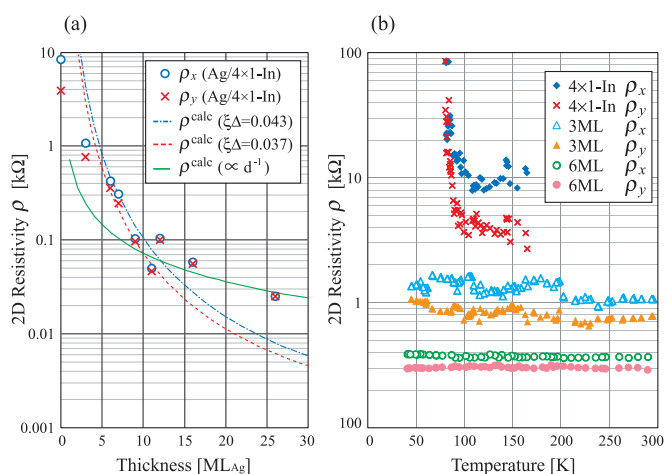 (a)
(b)
10
1
0.1
0.01
0.001
2D Resistivity ρ [kΩ]
0 5 10 15 20 25 30
Thickness [MLAg]
ρx (Ag/4×1-In)
ρy (Ag/4×1-In)
ρcalc (ξΔ=0.043)
ρcalc (ξΔ=0.037)
ρcalc (∝ d-1)
100
10
1
100
2D Resistivity ρ [kΩ]
0 50 100 150 200 250 300
Temperature [K]
4×1-In ρx
4×1-In ρy
3ML ρx
3ML ρy
6ML ρx
6ML ρy